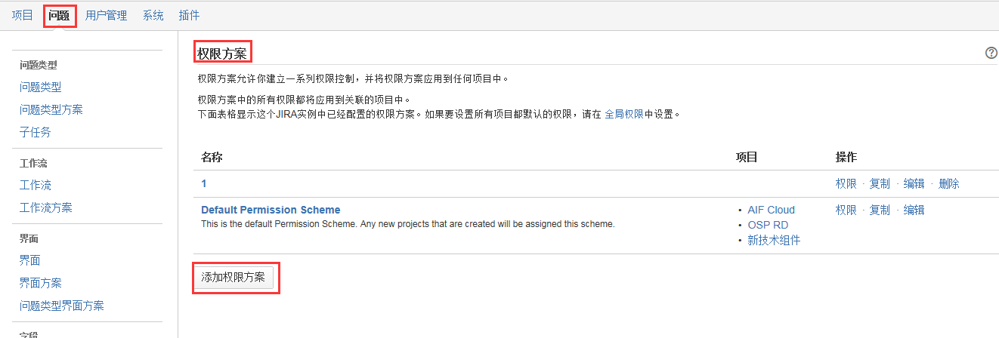 项目 问题 用户管理 系统 插件
问题类型
问题类型
问题类型方案
子任务
工作流
工作流
工作流方案
界面
界面
界面方案
问题类型界面方案
字段
权限方案
权限方案允许你建立一系列权限控制，并将权限方案应用到任何项目中。
权限方案中的所有权限都将应用到关联的项目中。
下面表格显示这个JIRA实例中已经配置的权限方案。如果要设置所有项目都默认的权限，请在 全局权限中设置。
名称 项目 操作
1 权限 · 复制 · 编辑 · 删除
Default Permission Scheme • AIF Cloud 权限 · 复制 · 编辑
This is the default Permission Scheme. Any new projects that are created will be assigned this scheme. • OSP RD
• 新技术组件
添加权限方案